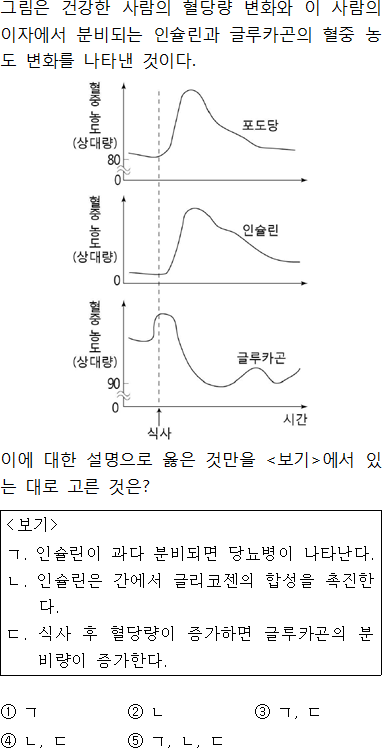 그림은 건강한 사람의 혈당량 변화와 이 사람의
이자에서 분비되는 인슐린과 글루카곤의 혈중 농
도 변화를 나타낸 것이다.
혈중 농도
(상대량)
포도당
80
0
혈중 농도
(상대량)
인슐린
0
혈중 농도
(상대량)
글루카곤
90
0
시간
식사
이에 대한 설명으로 옳은 것만을 <보기>에서 있
는 대로 고른 것은?
<보기>
ㄱ. 인슐린이 과다 분비되면 당뇨병이 나타난다.
ㄴ. 인슐린은 간에서 글리코젠의 합성을 촉진한
다.
ㄷ. 식사 후 혈당량이 증가하면 글루카곤의 분
비량이 증가한다.
① ㄱ ② ㄴ ③ ㄱ, ㄷ
④ ㄴ, ㄷ ⑤ ㄱ, ㄴ, ㄷ